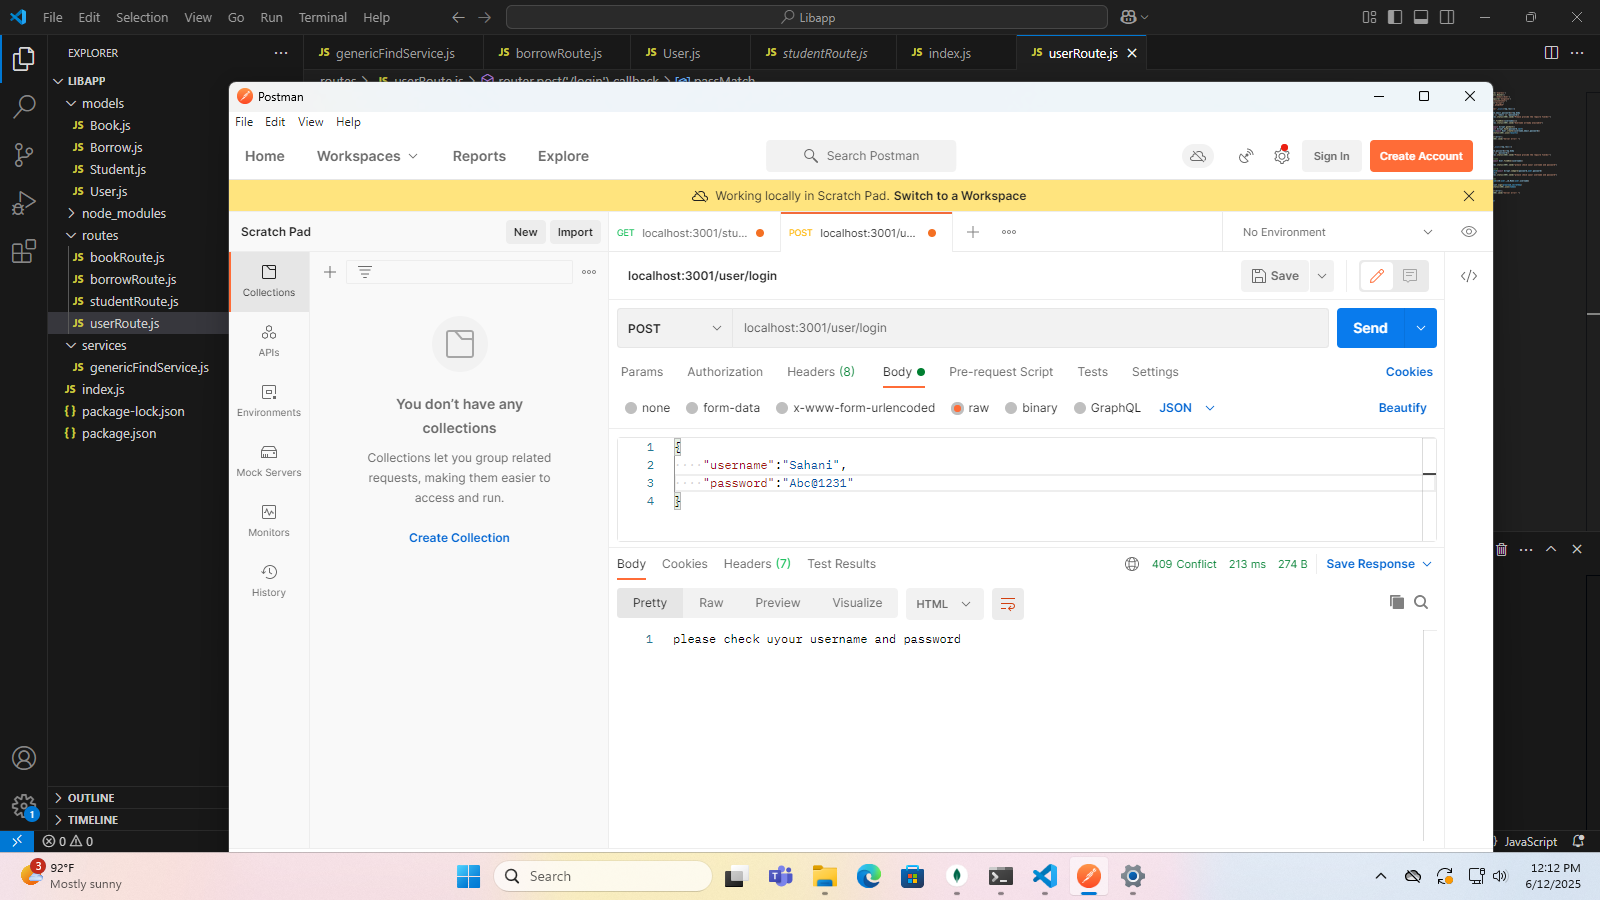 File Edit Selection View Go Run Terminal Help
Libapp
EXPLORER
LIBAPP
models
JS Book.js
JS Borrow.js
JS Student.js
JS User.js
node_modules
routes
JS bookRoute.js
JS borrowRoute.js
JS studentRoute.js
JS userRoute.js
services
JS genericFindService.js
JS index.js
{} package-lock.json
{} package.json
OUTLINE
TIMELINE
JS genericFindService.js JS borrowRoute.js JS User.js JS studentRoute.js JS index.js JS userRoute.js
routes > JS userRoute.js > router.post('/login') callback > passMatch
Postman
File Edit View Help
Home Workspaces Reports Explore
Search Postman
Sign In Create Account
Working locally in Scratch Pad. Switch to a Workspace
Scratch Pad New Import
GET localhost:3001/stu... POST localhost:3001/u...
No Environment
Collections
APIs
Environments
Mock Servers
Monitors
History
You don't have any
collections
Collections let you group related
requests, making them easier to
access and run.
Create Collection
localhost:3001/user/login
Save
POST localhost:3001/user/login Send
Params Authorization Headers (8) Body Pre-request Script Tests Settings Cookies
none form-data x-www-form-urlencoded raw binary GraphQL JSON Beautify
1 {
2 "username":"Sahani",
3 "password":"Abc@1231"
4 }
Body Cookies Headers (7) Test Results 409 Conflict 213 ms 274 B Save Response
Pretty Raw Preview Visualize HTML
1 please check uyour username and password
0 0
JavaScript
1
3
92°F
Mostly sunny
Search
12:12 PM
6/12/2025